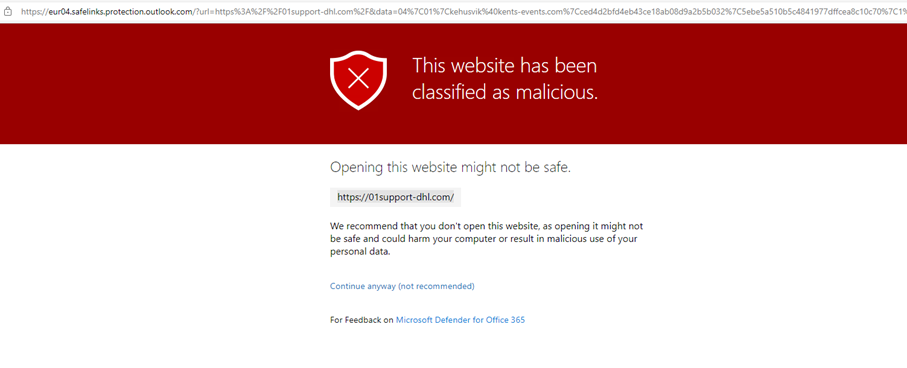 https://eur04.safelinks.protection.outlook.com/?url=https%3A%2F%2F01support-dhl.com%2F&data=04%7C01%7Ckehusvik%40kents-events.com%7Cced4d2bfd4eb43ce18ab08d9a2b5b032%7C5ebe5a510b5c4841977dffcea8c10c70%7C1%
This website has been
classified as malicious.
Opening this website might not be safe.
https://01support-dhl.com/
We recommend that you don't open this website, as opening it might not
be safe and could harm your computer or result in malicious use of your
personal data.
Continue anyway (not recommended)
For Feedback on Microsoft Defender for Office 365